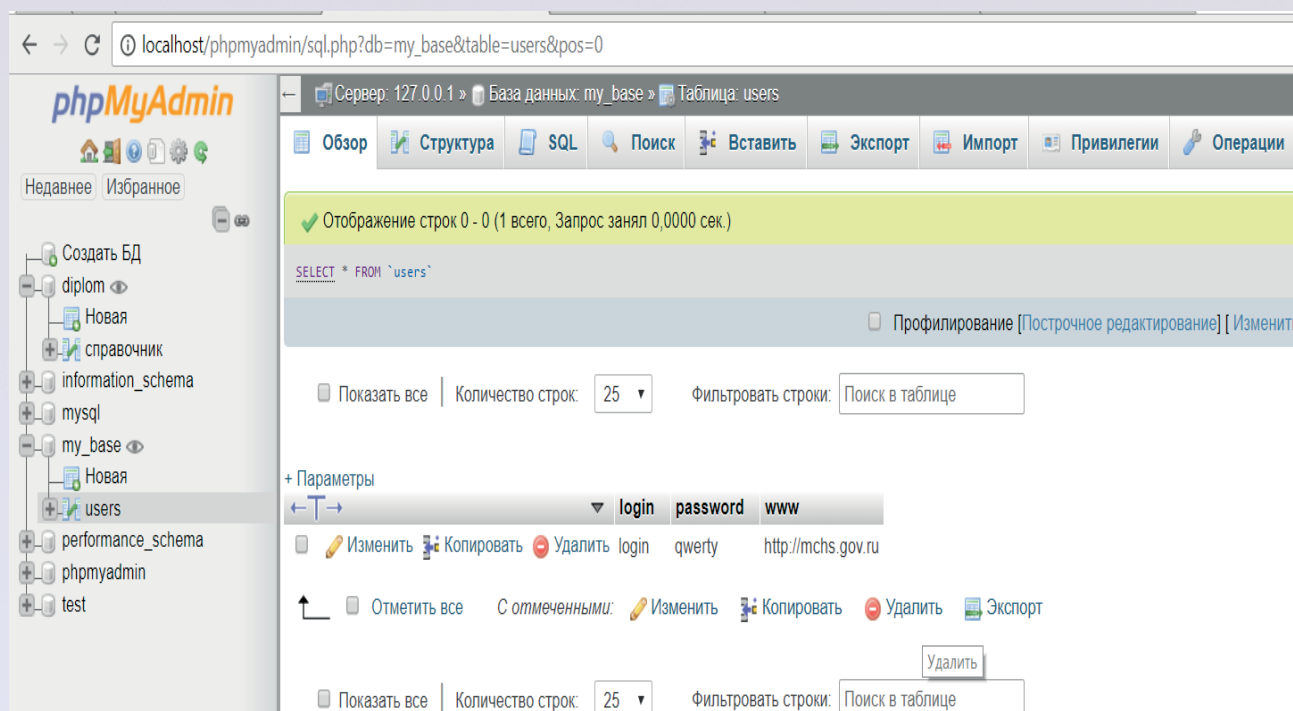 localhost/phpmyadmin/sql.php?db=my_base&table=users&pos=0
phpMyAdmin
Недавнее Избранное
Создать БД
diplom
Новая
справочник
information_schema
mysql
my_base
Новая
users
performance_schema
phpmyadmin
test
Сервер: 127.0.0.1 » База данных: my_base » Таблица: users
Обзор Структура SQL Поиск Вставить Экспорт Импорт Привилегии Операции
Отображение строк 0 - 0 (1 всего, Запрос занял 0,0000 сек.)
SELECT * FROM `users`
Профилирование [Построчное редактирование] [ Изменить
Показать все Количество строк: 25 Фильтровать строки: Поиск в таблице
+ Параметры
login password www
Изменить Копировать Удалить login qwerty http://mchs.gov.ru
Отметить все С отмеченными: Изменить Копировать Удалить Экспорт
Удалить
Показать все Количество строк: 25 Фильтровать строки: Поиск в таблице